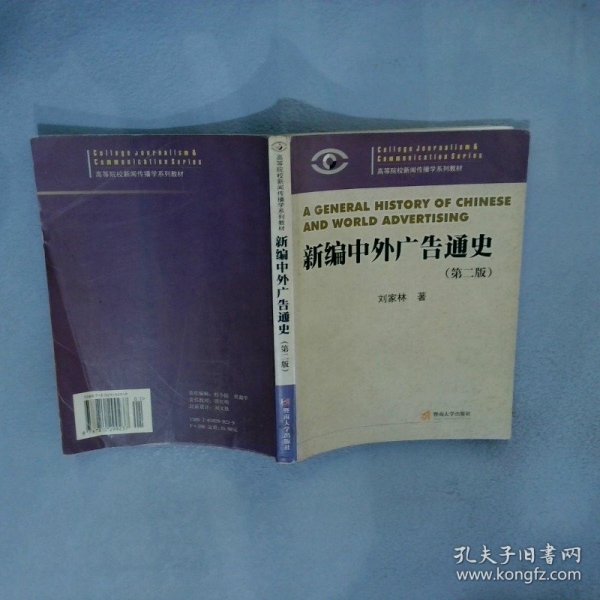 College Journalism &
Communication Series
高等院校新闻传播学系列教材
高等院校新闻传播学系列教材
新编中外广告通史
(第二版)
暨南大学出版社
College Journalism &
Communication Series
高等院校新闻传播学系列教材
A GENERAL HISTORY OF CHINESE
AND WORLD ADVERTISING
新编中外广告通史
(第二版)
刘家林 著
暨南大学出版社
孔夫子旧书网
www.kongfz.com